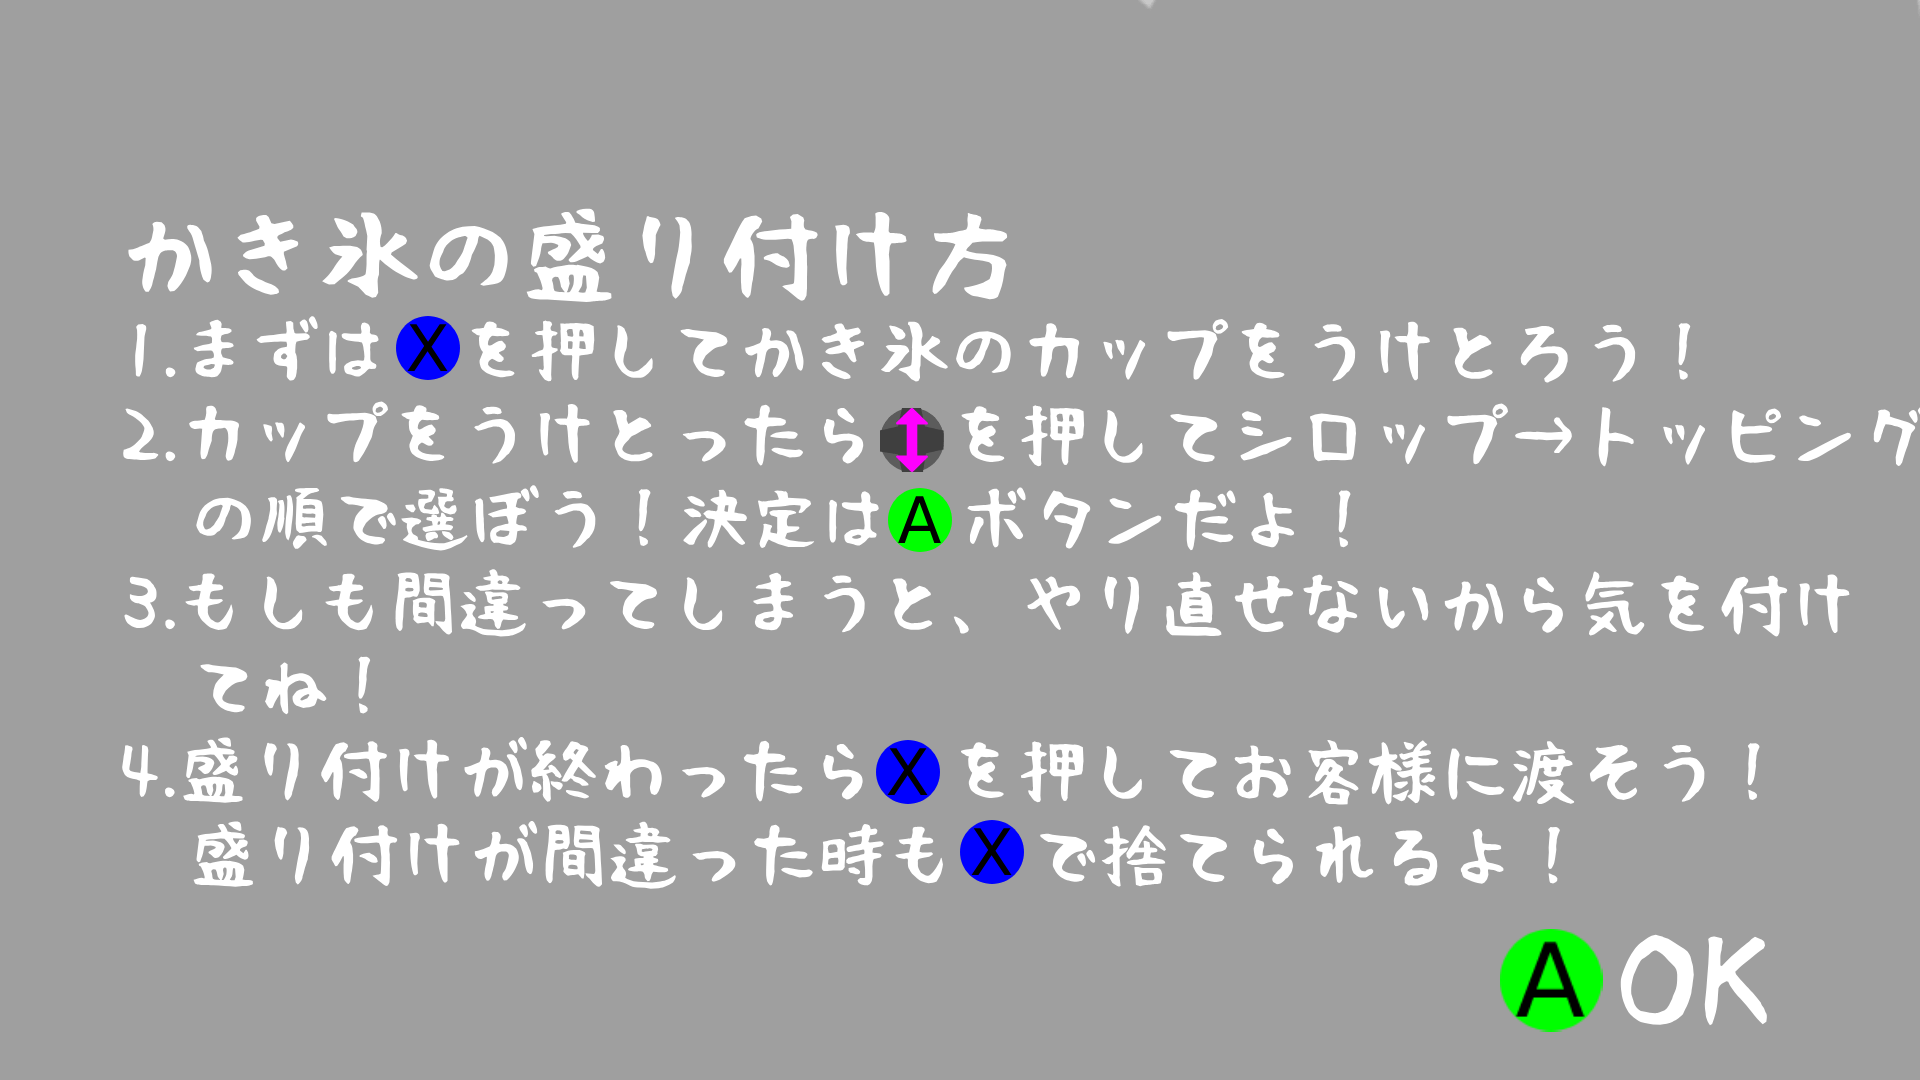 かき氷の盛り付け方
1.まずはXを押してかき氷のカップをうけとろう！
2.カップをうけとったら↕を押してシロップ→トッピング
の順で選ぼう！決定はAボタンだよ！
3.もしも間違ってしまうと、やり直せないから気を付け
てね！
4.盛り付けが終わったらXを押してお客様に渡そう！
盛り付けが間違った時もXで捨てられるよ！
A OK